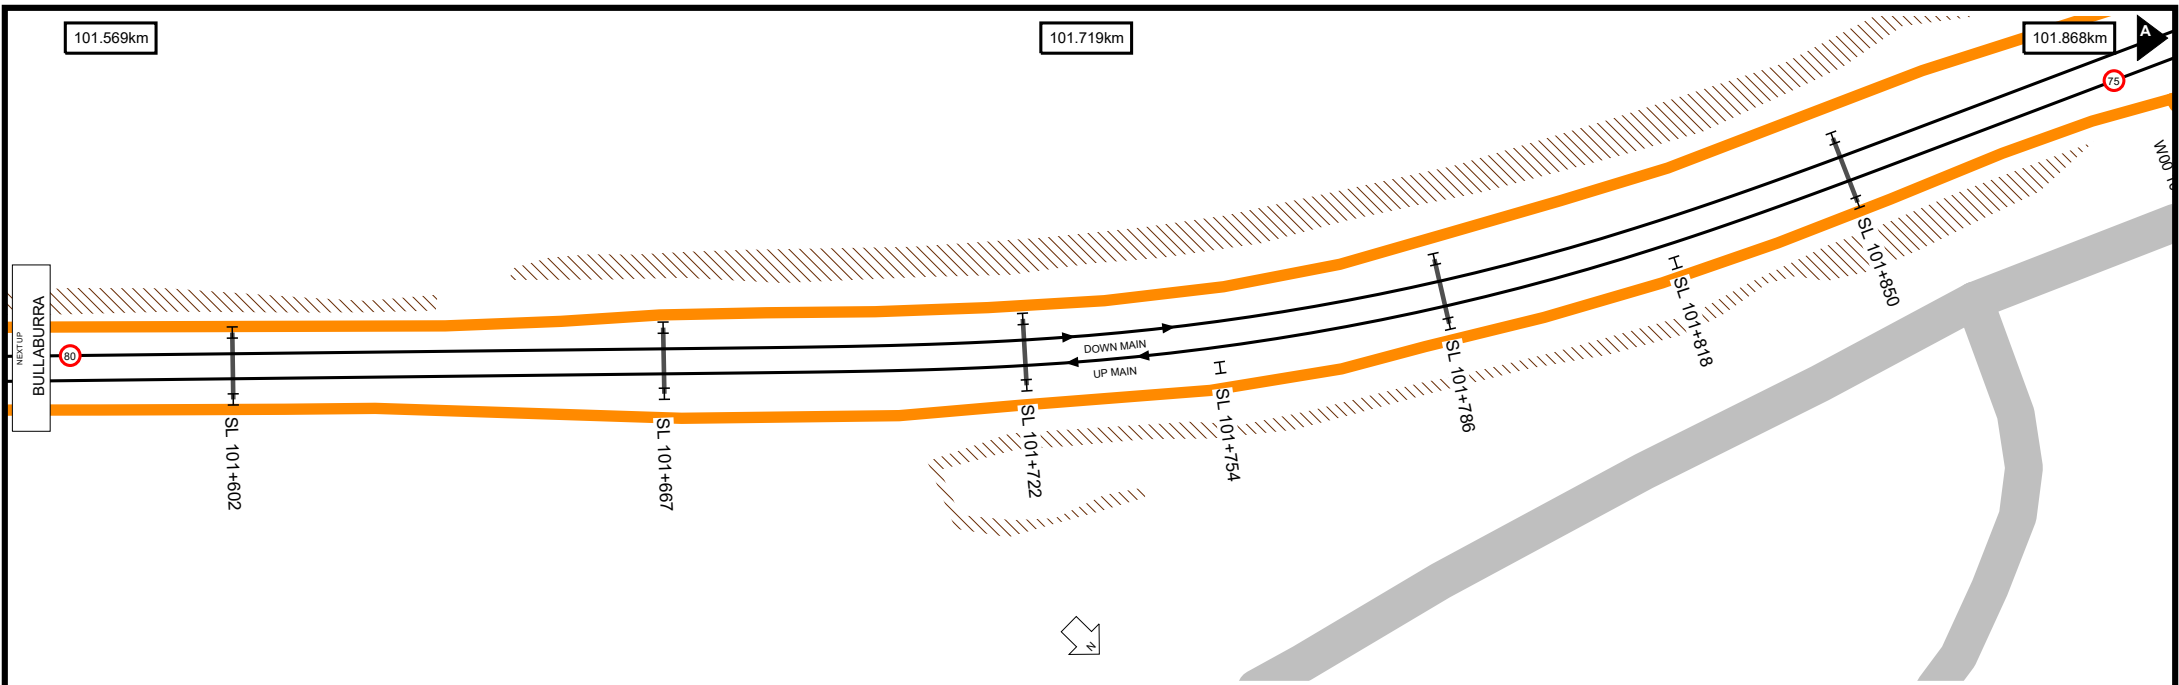 101.569km
101.719km
101.868km
A
75
NEXT UP
BULLABURRA
80
DOWN MAIN
UP MAIN
SL 101+602
SL 101+667
SL 101+722
SL 101+754
SL 101+786
SL 101+818
SL 101+850
W00
N